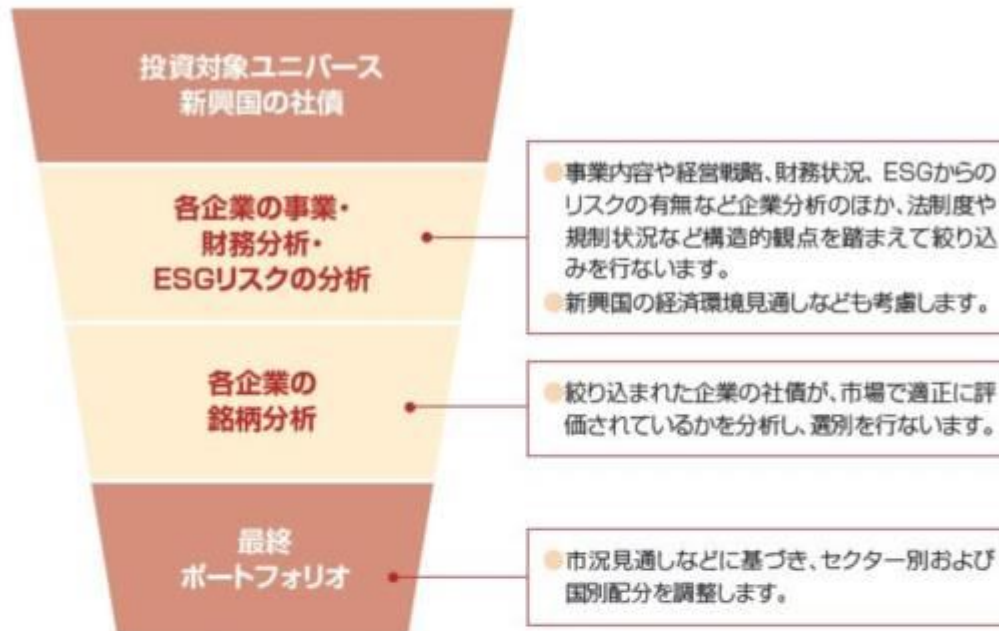 投資対象ユニバース
新興国の社債
各企業の事業・
財務分析・
ESGリスクの分析
●事業内容や経営戦略、財務状況、ESGからの
リスクの有無など企業分析のほか、法制度や
規制状況など構造的観点を踏まえて絞り込
みを行ないます。
●新興国の経済環境見通しなども考慮します。
各企業の
銘柄分析
●絞り込まれた企業の社債が、市場で適正に評
価されているかを分析し、選別を行ないます。
最終
ポートフォリオ
●市況見通しなどに基づき、セクター別および
国別配分を調整します。